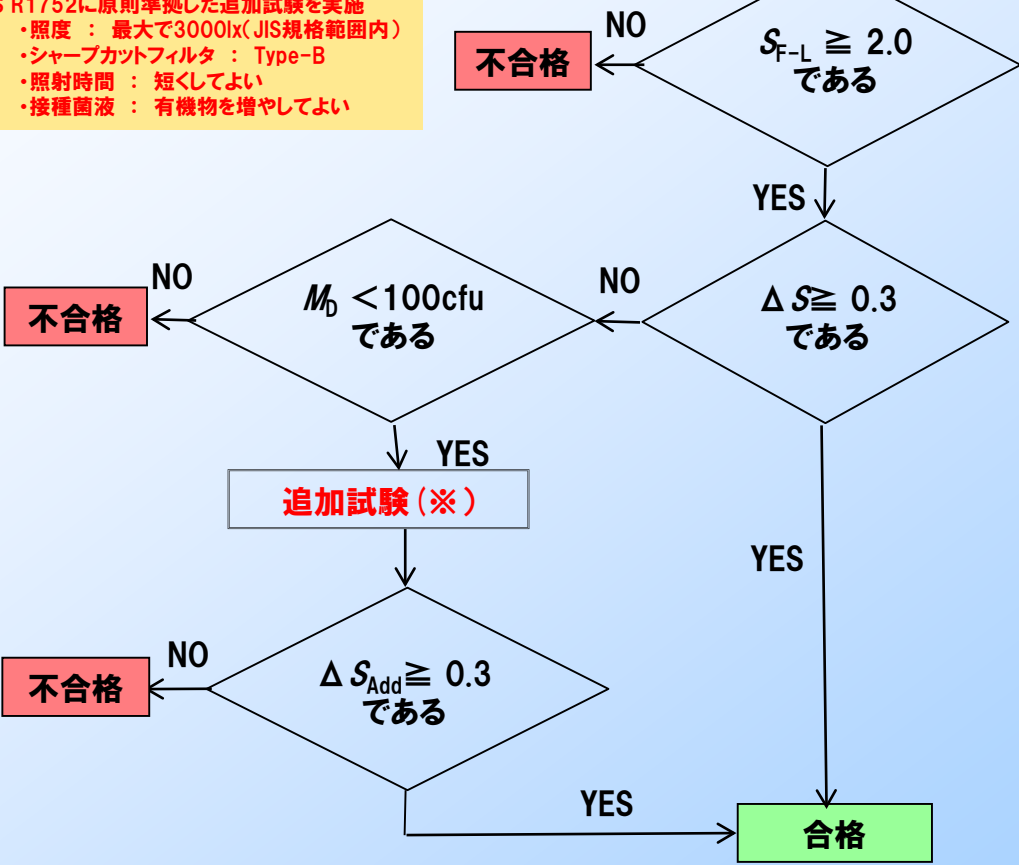 S R1752に原則準拠した追加試験を実施
・照度 ： 最大で3000lx（JIS規格範囲内）
・シャープカットフィルタ ： Type-B
・照射時間 ： 短くしてよい
・接種菌液 ： 有機物を増やしてよい
NO
S F-L ≧ 2.0
である
不合格
YES
NO
M D ＜100cfu
である
NO
Δ S≧ 0.3
である
不合格
YES
追加試験（※）
YES
NO
Δ S Add ≧ 0.3
である
不合格
YES
合格